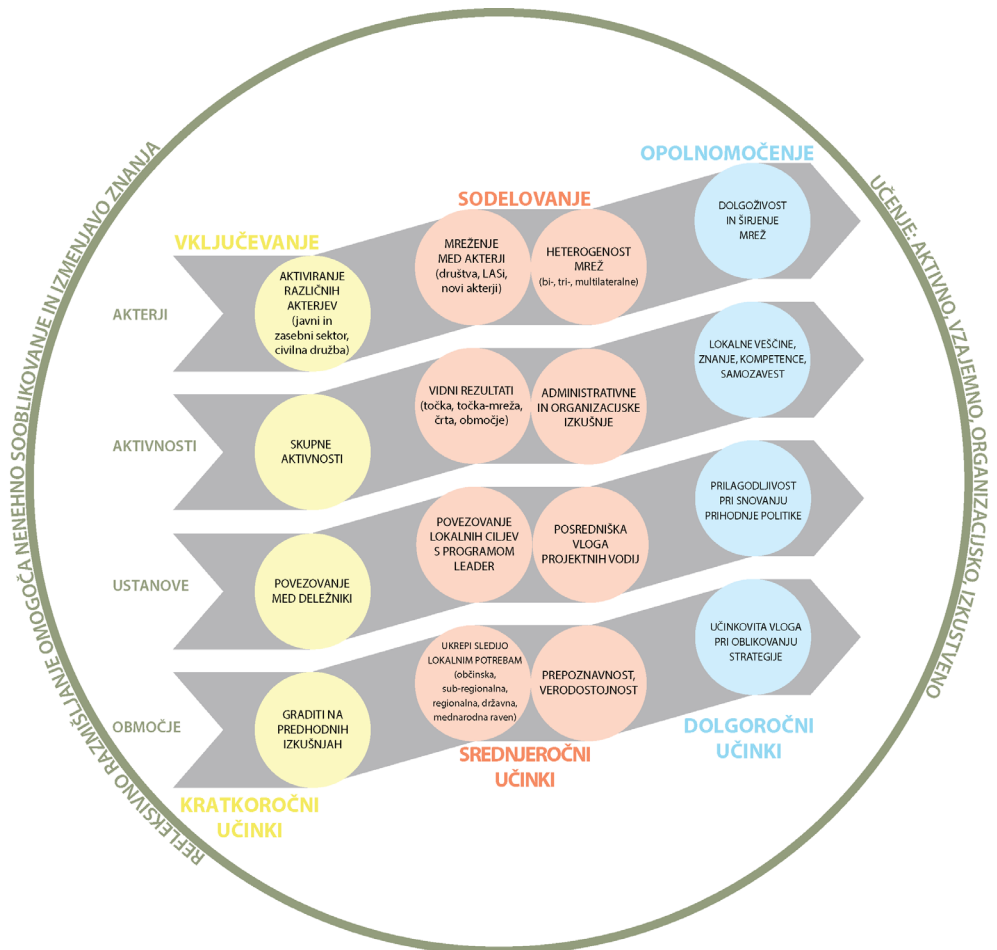 REFLEKSIVNO RAZMIŠLJANJE OMOGOČA NENEHNO SOOBLIKOVANJE IN IZMENJAVO ZNANJA
UČENJE: AKTIVNO, VZAJEMNO, ORGANIZACIJSKO, IZKUSTVENO
VKLJUČEVANJE
SODELOVANJE
OPOLNOMOČENJE
AKTERJI
AKTIVIRANJE
RAZLIČNIH
AKTERJEV
(javni in
zasebni sektor,
civilna družba)
MREŽENJE
MED AKTERJI
(društva, LASi,
novi akterji)
HETEROGENOST
MREŽ
(bi-, tri-, multilateralne)
DOLGOŽIVOST
IN ŠIRJENJE
MREŽ
AKTIVNOSTI
SKUPNE
AKTIVNOSTI
VIDNI REZULTATI
(točka, točka-mreža,
črta, območje)
ADMINISTRATIVNE
IN ORGANIZACIJSKE
IZKUŠNJE
LOKALNE VEŠČINE,
ZNANJE, KOMPETENCE,
SAMOZAVEST
USTANOVE
POVEZOVANJE
MED DELEŽNIKI
POVEZOVANJE
LOKALNIH CILJEV
S PROGRAMOM
LEADER
POSREDNIŠKA
VLOGA
PROJEKTNIH VODIJ
PRILAGODLJIVOST
PRI SNOVANJU
PRIHODNJE POLITIKE
OBMOČJE
GRADITI NA
PREDHODNIH
IZKUŠNJAH
UKREPI SLEDIJO
LOKALNIM POTREBAM
(občinska,
sub-regionalna,
regionalna, državna,
mednarodna raven)
PREPOZNAVNOST,
VERODOSTOJNOST
UČINKOVITA VLOGA
PRI OBLIKOVANJU
STRATEGIJE
KRATKOROČNI
UČINKI
SREDNJEROČNI
UČINKI
DOLGOROČNI
UČINKI